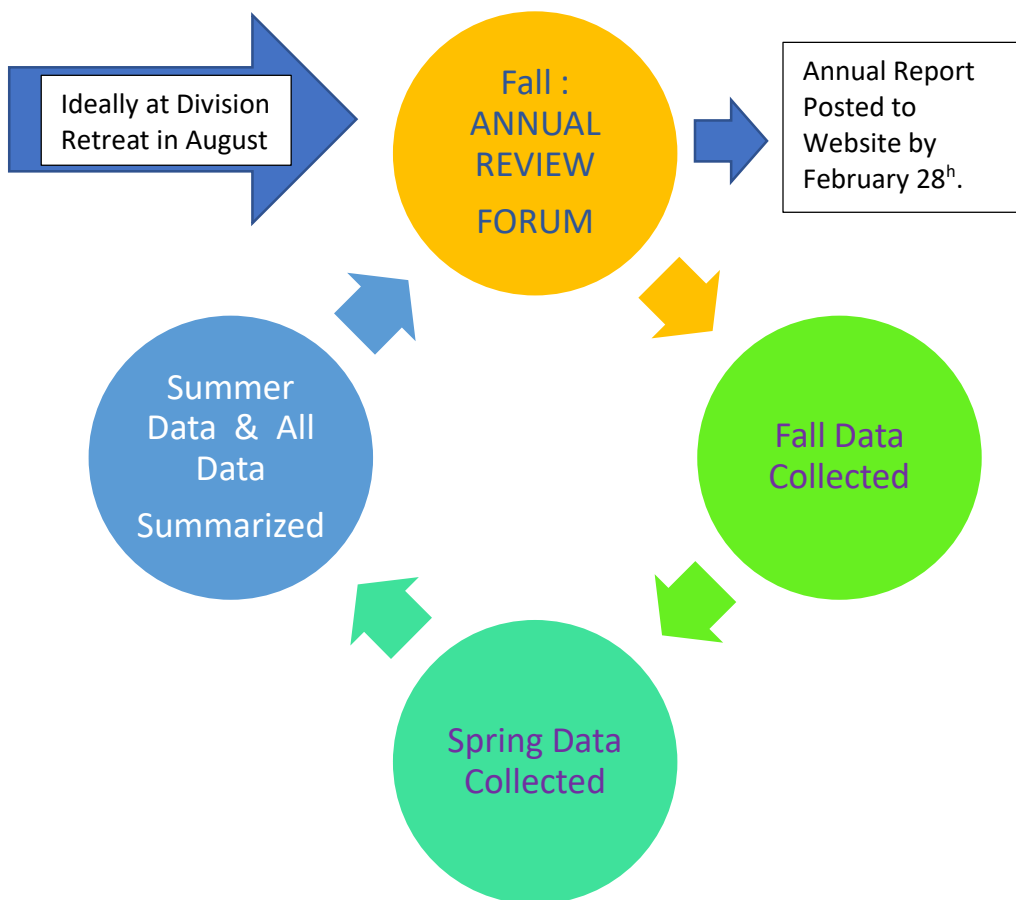 Ideally at Division
Retreat in August
Fall :
ANNUAL
REVIEW
FORUM
Annual Report
Posted to
Website by
February 28ʰ.
Fall Data
Collected
Spring Data
Collected
Summer
Data & All
Data
Summarized